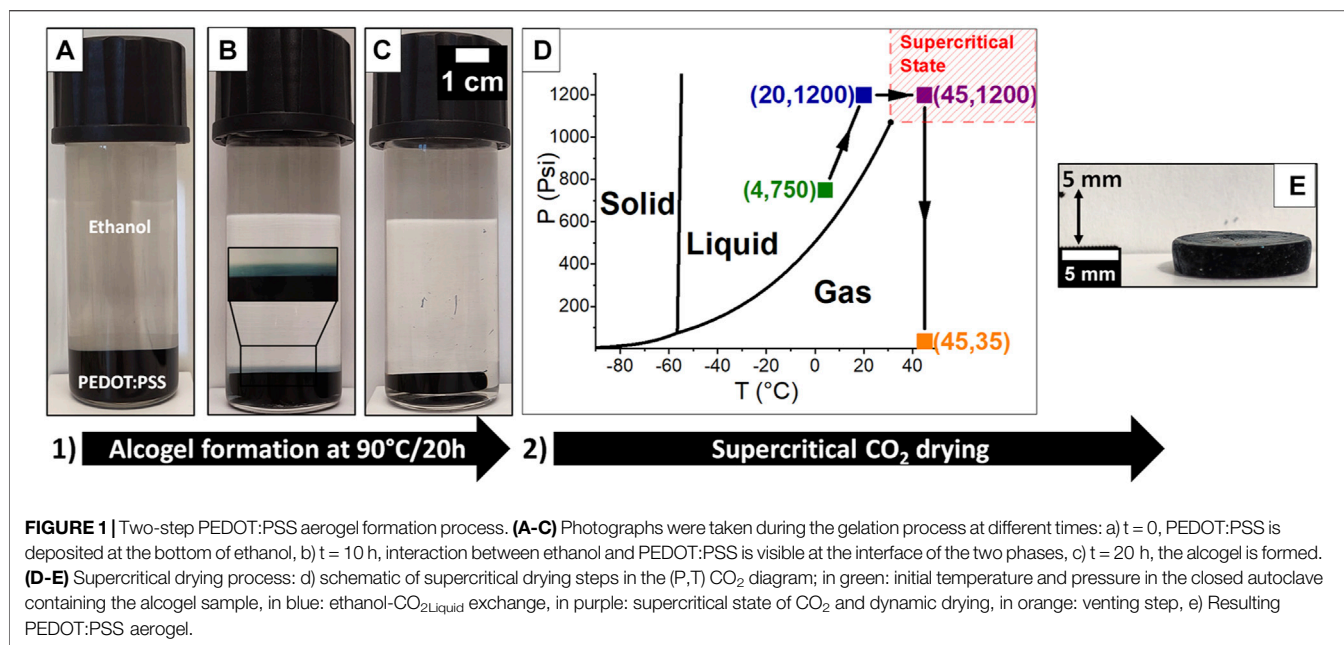 A
B
C
1 cm
Ethanol
PEDOT:PSS
D
Supercritical
State
1200
1000
800
600
400
200
P (Psi)
(20,1200)
(45,1200)
(4,750)
Solid
Liquid
Gas
(45,35)
-80 -60 -40 -20 0 20 40
T (°C)
5 mm
E
5 mm
1) Alcogel formation at 90°C/20h
2) Supercritical CO₂ drying
FIGURE 1 | Two-step PEDOT:PSS aerogel formation process. (A-C) Photographs were taken during the gelation process at different times: a) t = 0, PEDOT:PSS is
deposited at the bottom of ethanol, b) t = 10 h, interaction between ethanol and PEDOT:PSS is visible at the interface of the two phases, c) t = 20 h, the alcogel is formed.
(D-E) Supercritical drying process: d) schematic of supercritical drying steps in the (P,T) CO₂ diagram; in green: initial temperature and pressure in the closed autoclave
containing the alcogel sample, in blue: ethanol-CO₂Liquid exchange, in purple: supercritical state of CO₂ and dynamic drying, in orange: venting step, e) Resulting
PEDOT:PSS aerogel.